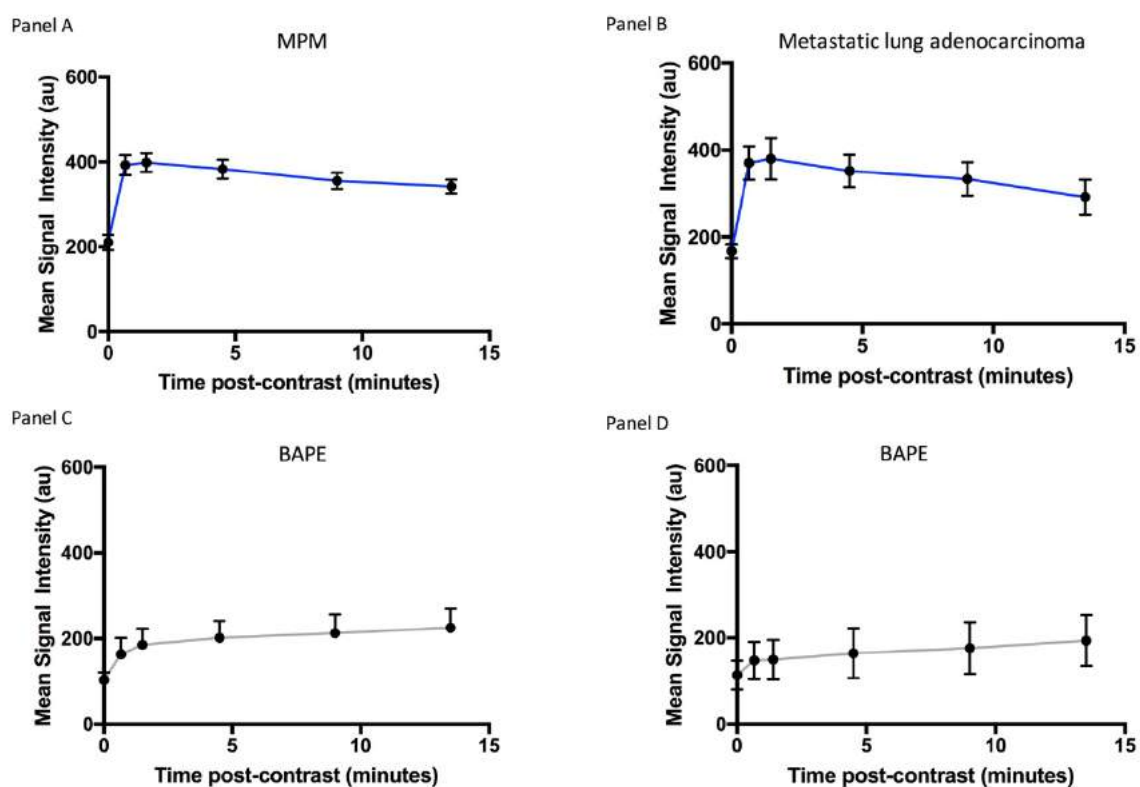 Panel A
MPM
Mean Signal Intensity (au)
600
400
200
0
0 5 10 15
Time post-contrast (minutes)
Panel B
Metastatic lung adenocarcinoma
Mean Signal Intensity (au)
600
400
200
0
0 5 10 15
Time post-contrast (minutes)
Panel C
BAPE
Mean Signal Intensity (au)
600
400
200
0
0 5 10 15
Time post-contrast (minutes)
Panel D
BAPE
Mean Signal Intensity (au)
600
400
200
0
0 5 10 15
Time post-contrast (minutes)